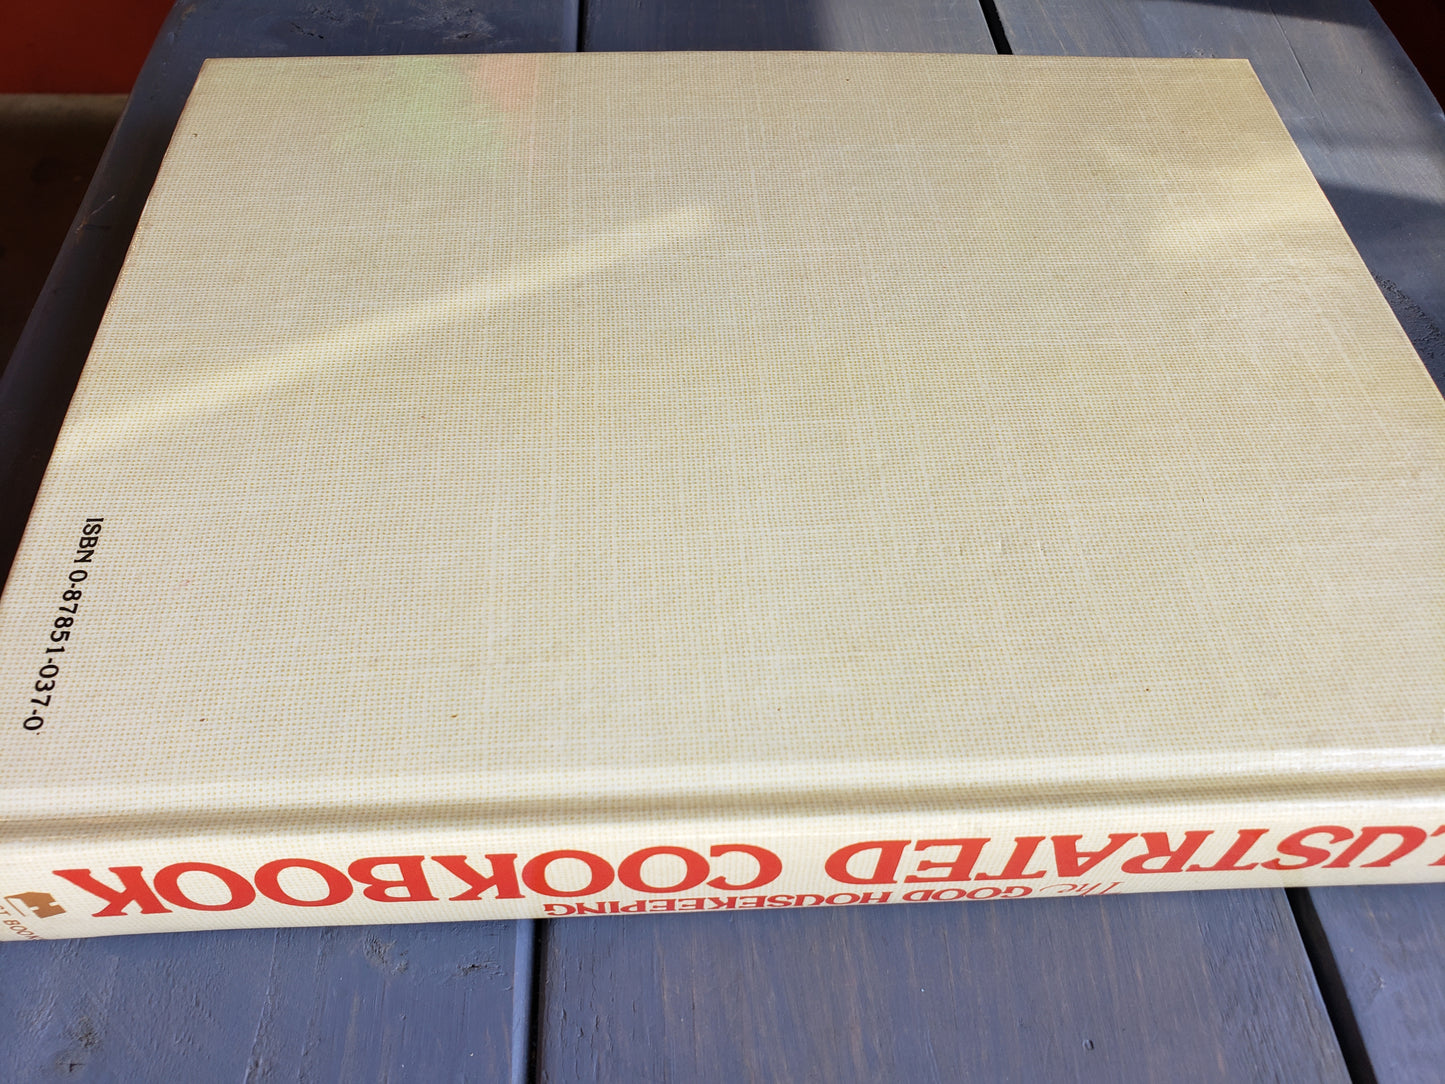 ISBN 0-87851-037-0
The GOOD HOUSEKEEPING
LUSTRATED COOKBOOK